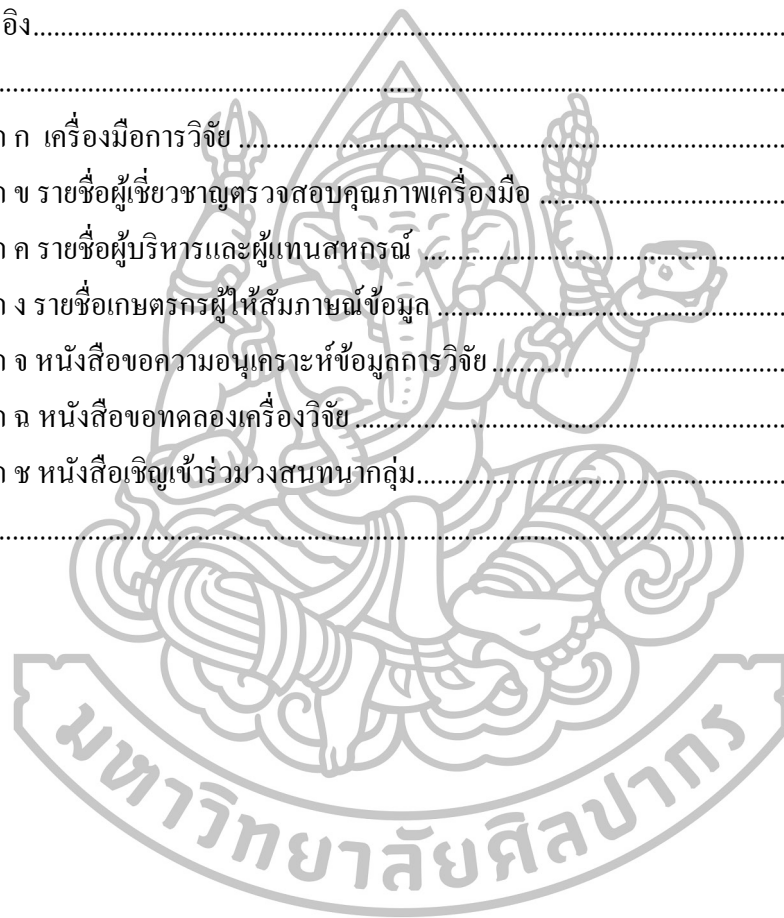 อิง..........................................................................................
..........................................................................................
ก ก เครื่องมือการวิจัย..........................................................................................
ก ข รายชื่อผู้เชี่ยวชาญตรวจสอบคุณภาพเครื่องมือ..........................................................................................
ก ค รายชื่อผู้บริหารและผู้แทนสหกรณ์..........................................................................................
ก ง รายชื่อเกษตรกรผู้ให้สัมภาษณ์ข้อมูล..........................................................................................
ก จ หนังสือขอความอนุเคราะห์ข้อมูลการวิจัย..........................................................................................
ก ฉ หนังสือขอทดลองเครื่องวิจัย..........................................................................................
ก ช หนังสือเชิญเข้าร่วมวงสนทนากลุ่ม..........................................................................................
..........................................................................................
มหาวิทยาลัยศิลปากร